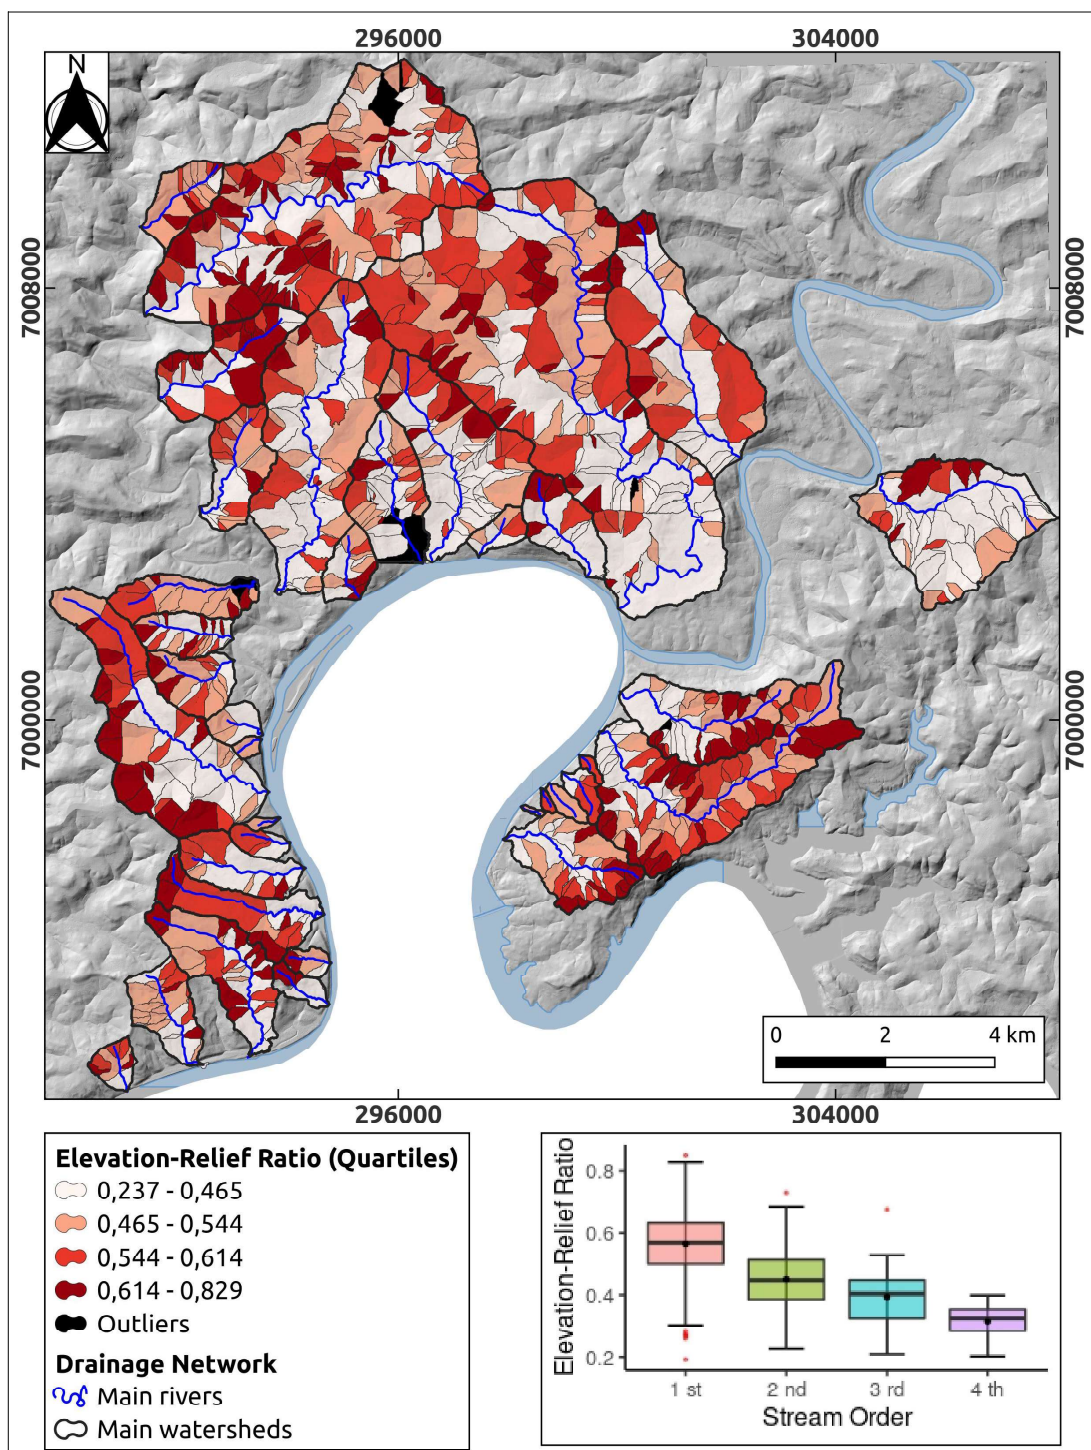 296000 304000
N
7008000 7008000
7000000 7000000
0 2 4 km
296000 304000
Elevation-Relief Ratio (Quartiles)
0,237 - 0,465
0,465 - 0,544
0,544 - 0,614
0,614 - 0,829
Outliers
Drainage Network
Main rivers
Main watersheds
Elevation-Relief Ratio
0.8
0.6
0.4
0.2
1 st 2 nd 3 rd 4 th
Stream Order